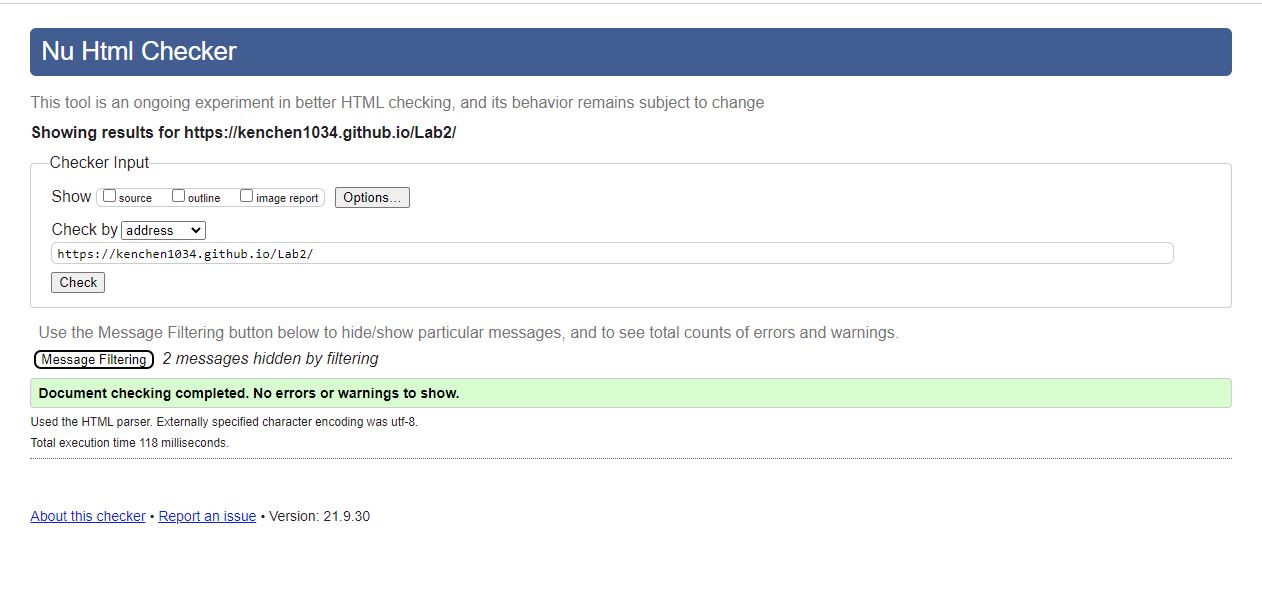 Nu Html Checker
This tool is an ongoing experiment in better HTML checking, and its behavior remains subject to change
Showing results for https://kenchen1034.github.io/Lab2/
Checker Input
Show source outline image report Options...
Check by address
https://kenchen1034.github.io/Lab2/
Check
Use the Message Filtering button below to hide/show particular messages, and to see total counts of errors and warnings.
Message Filtering 2 messages hidden by filtering
Document checking completed. No errors or warnings to show.
Used the HTML parser. Externally specified character encoding was utf-8.
Total execution time 118 milliseconds.
About this checker • Report an issue • Version: 21.9.30